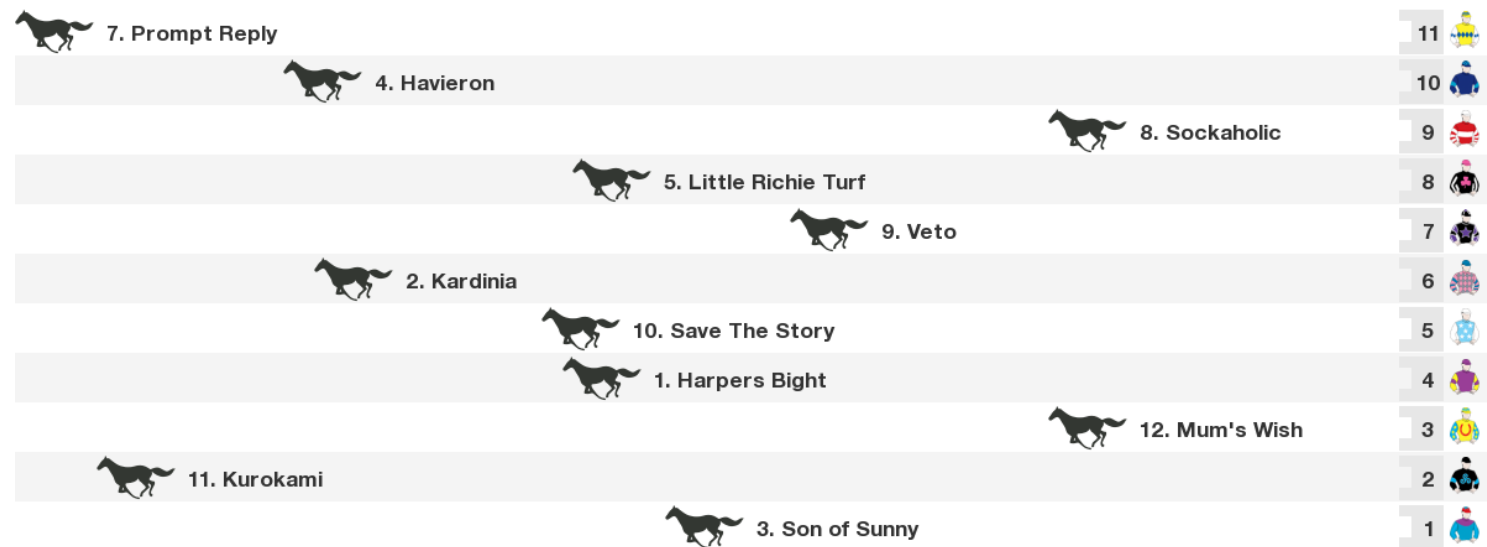 7. Prompt Reply 11
4. Havieron 10
8. Sockaholic 9
5. Little Richie Turf 8
9. Veto 7
2. Kardinia 6
10. Save The Story 5
1. Harpers Bight 4
12. Mum's Wish 3
11. Kurokami 2
3. Son of Sunny 1